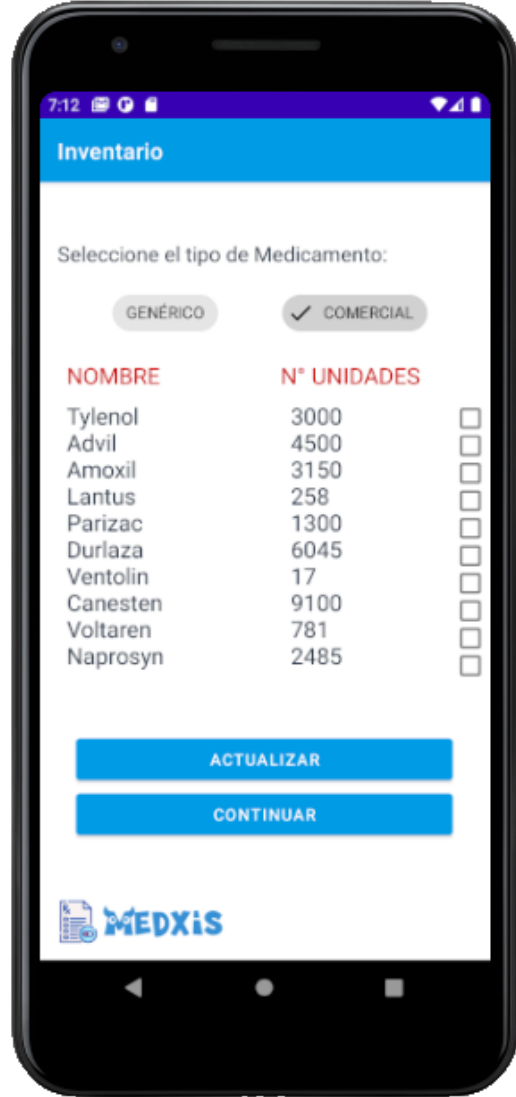 7:12
Inventario
Seleccione el tipo de Medicamento:
GENÉRICO COMERCIAL
NOMBRE N° UNIDADES
Tylenol 3000
Advil 4500
Amoxil 3150
Lantus 258
Parizac 1300
Durlaza 6045
Ventolin 17
Canesten 9100
Voltaren 781
Naprosyn 2485
ACTUALIZAR
CONTINUAR
MEDXiS